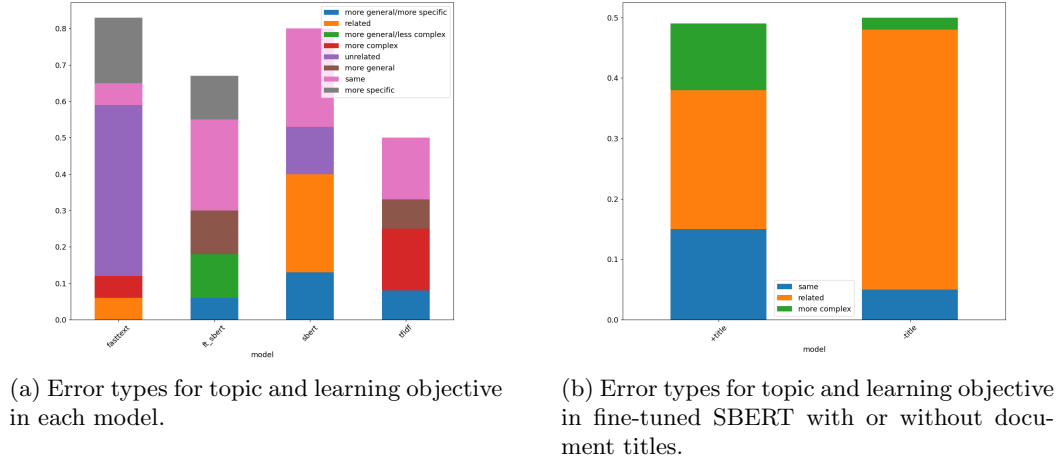 0.8
0.7
0.6
0.5
0.4
0.3
0.2
0.1
0.0
more general/more specific
related
more general/less complex
more complex
unrelated
more general
same
more specific
fasttext
ft_sbert
sbert
tfidf
model
0.5
0.4
0.3
0.2
0.1
0.0
same
related
more complex
+title
-title
model
(a) Error types for topic and learning objective
in each model.
(b) Error types for topic and learning objective
in fine-tuned SBERT with or without docu-
ment titles.